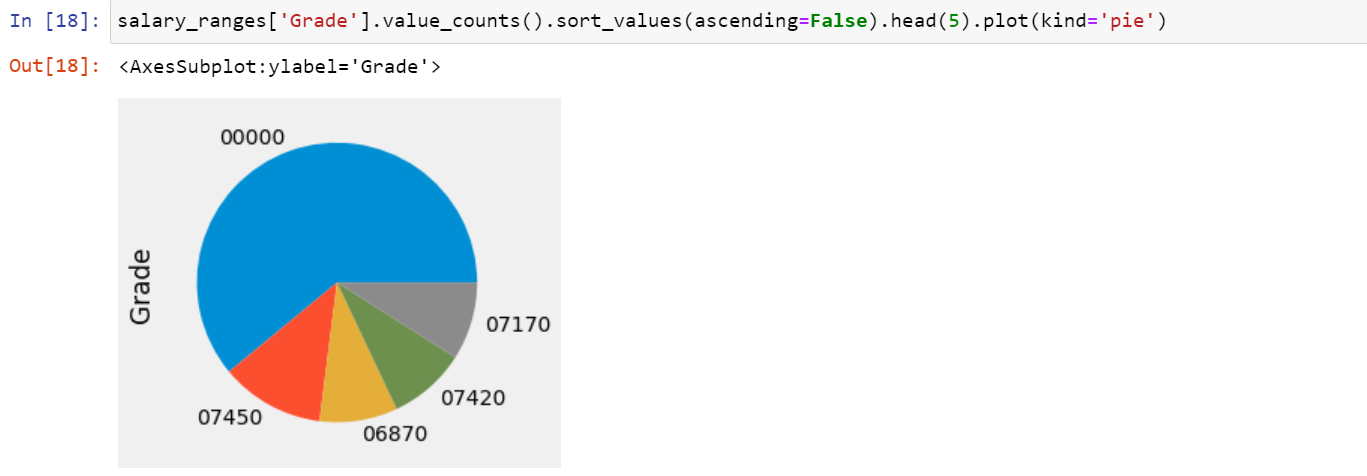 In [18]: salary_ranges['Grade'].value_counts().sort_values(ascending=False).head(5).plot(kind='pie')
Out[18]: <AxesSubplot:ylabel='Grade'>
00000
Grade
07170
07420
07450
06870